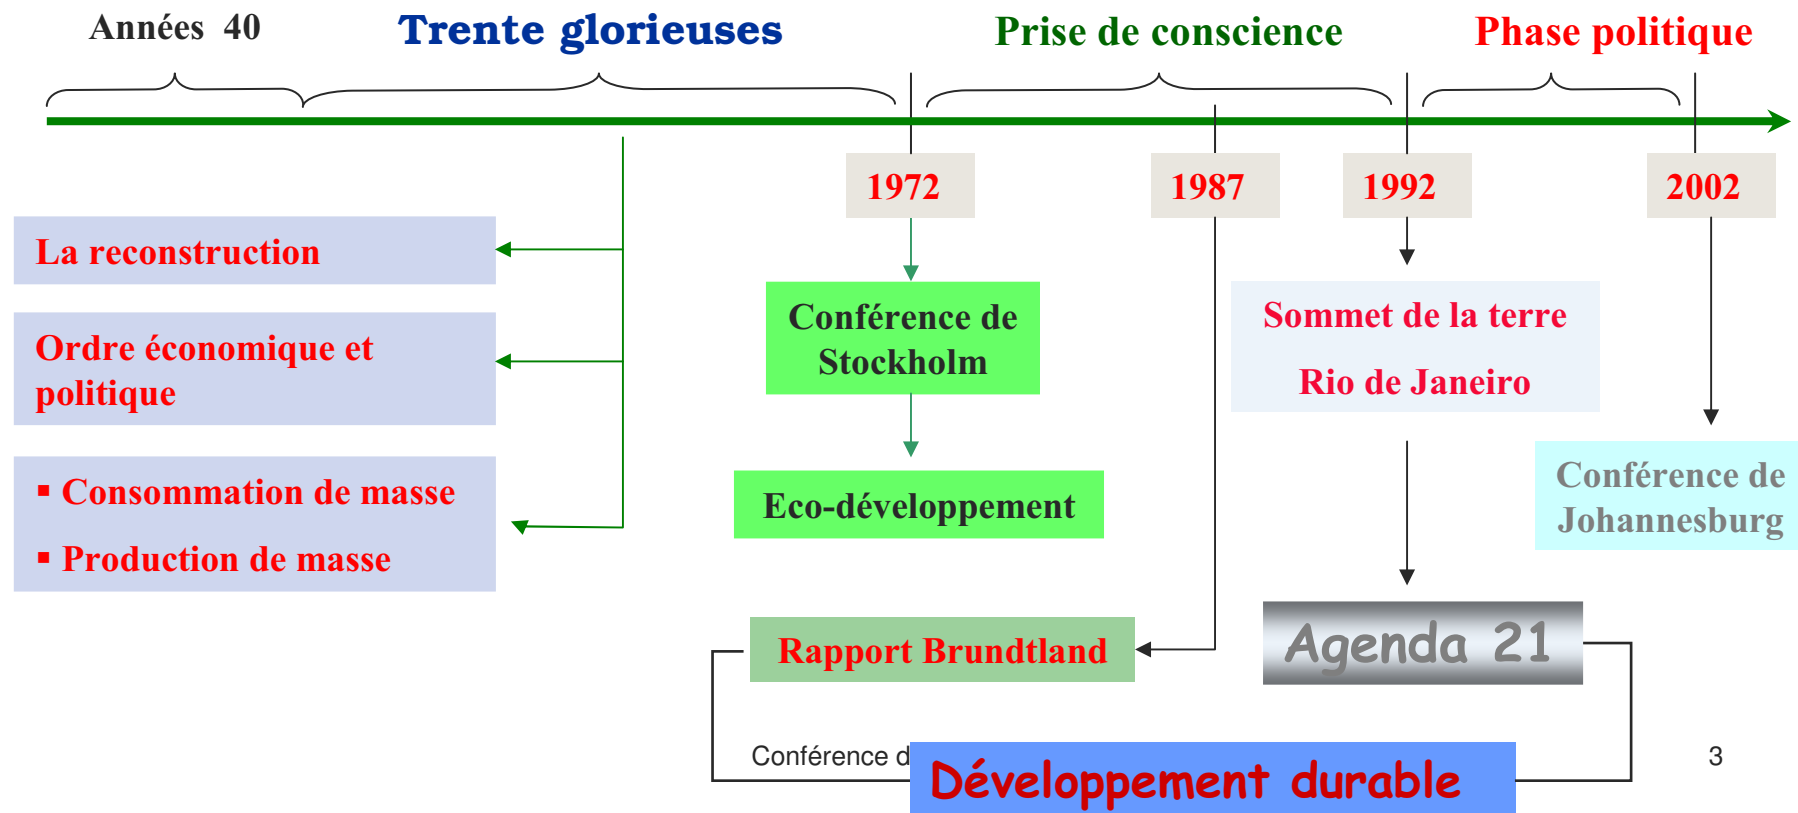 Années 40
Trente glorieuses
Prise de conscience
Phase politique
1972
1987
1992
2002
La reconstruction
Ordre économique et
politique
▪ Consommation de masse
▪ Production de masse
Conférence de
Stockholm
Eco-développement
Sommet de la terre
Rio de Janeiro
Conférence de
Johannesburg
Rapport Brundtland
Agenda 21
Conférence d
Développement durable
3